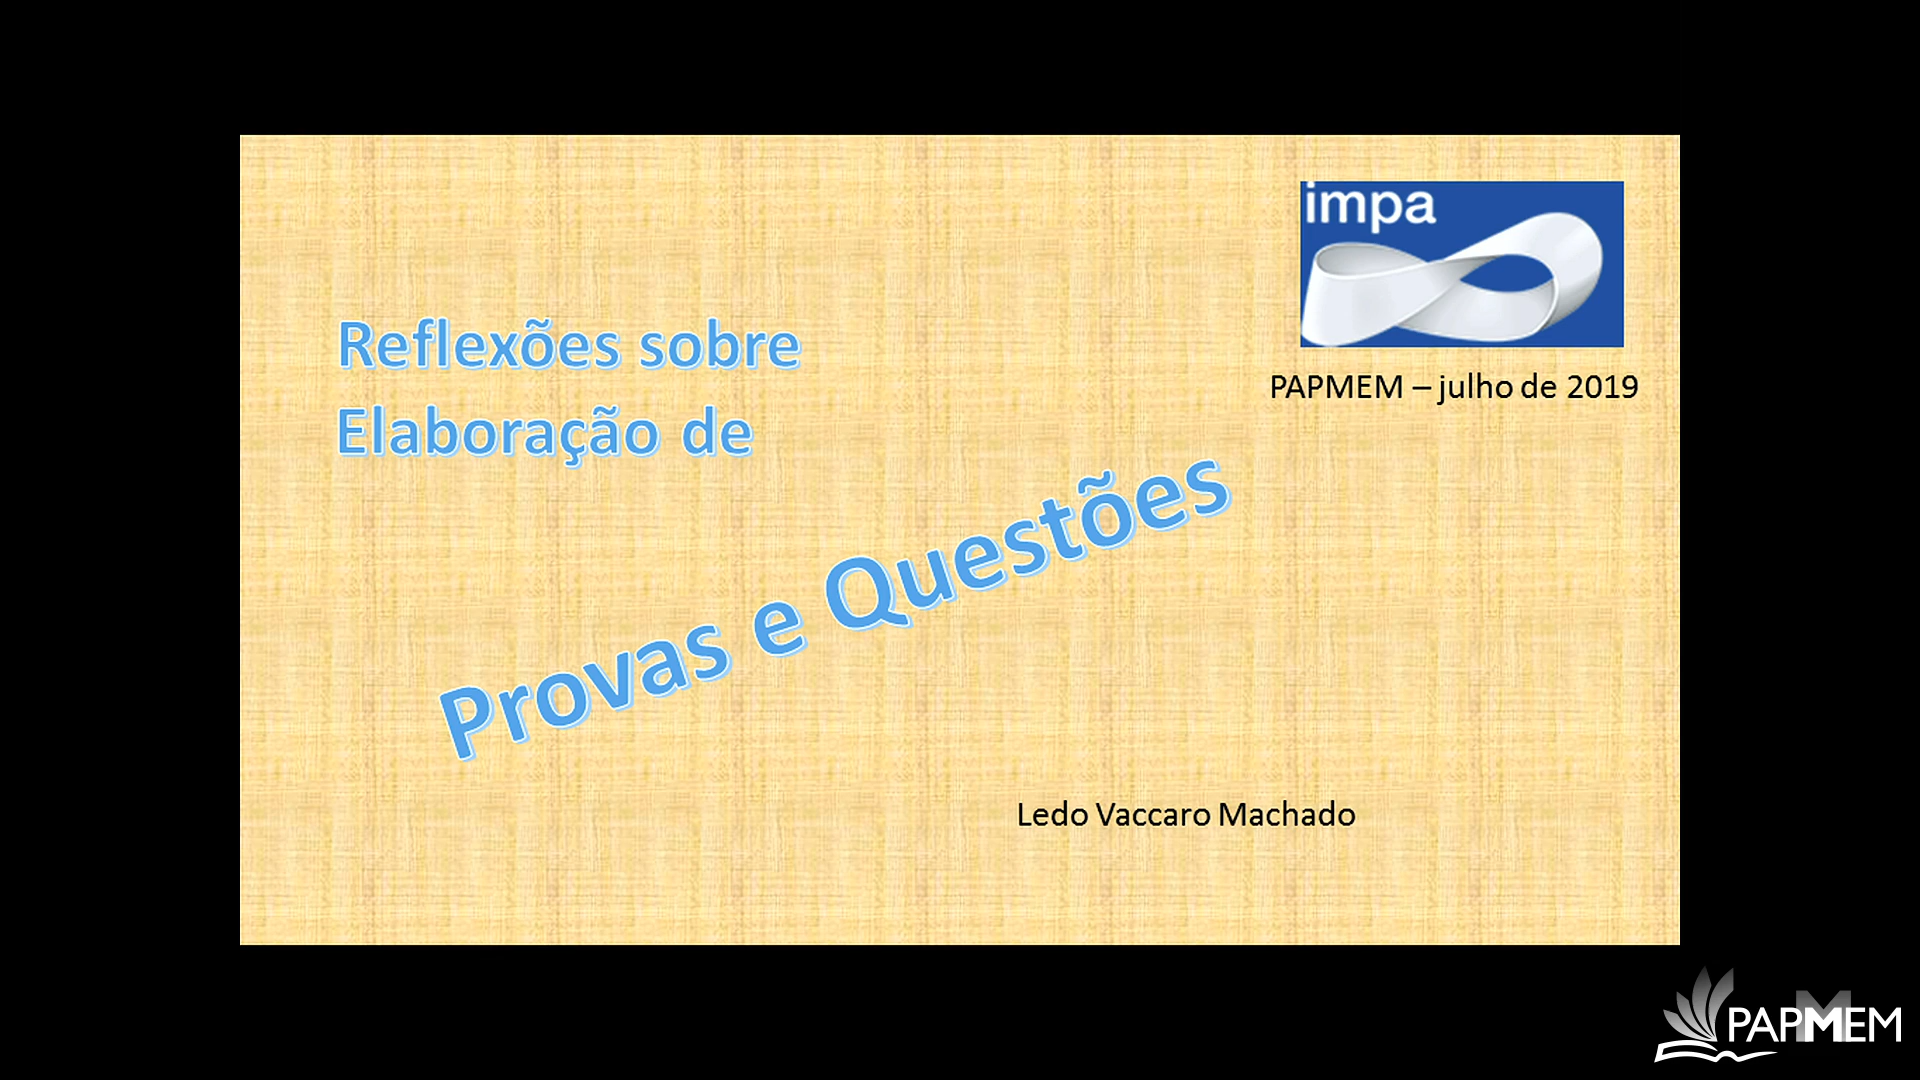 impa
PAPMEM – julho de 2019
Reflexões sobre
Elaboração de
Provas e Questões
Ledo Vaccaro Machado
PAPMEM